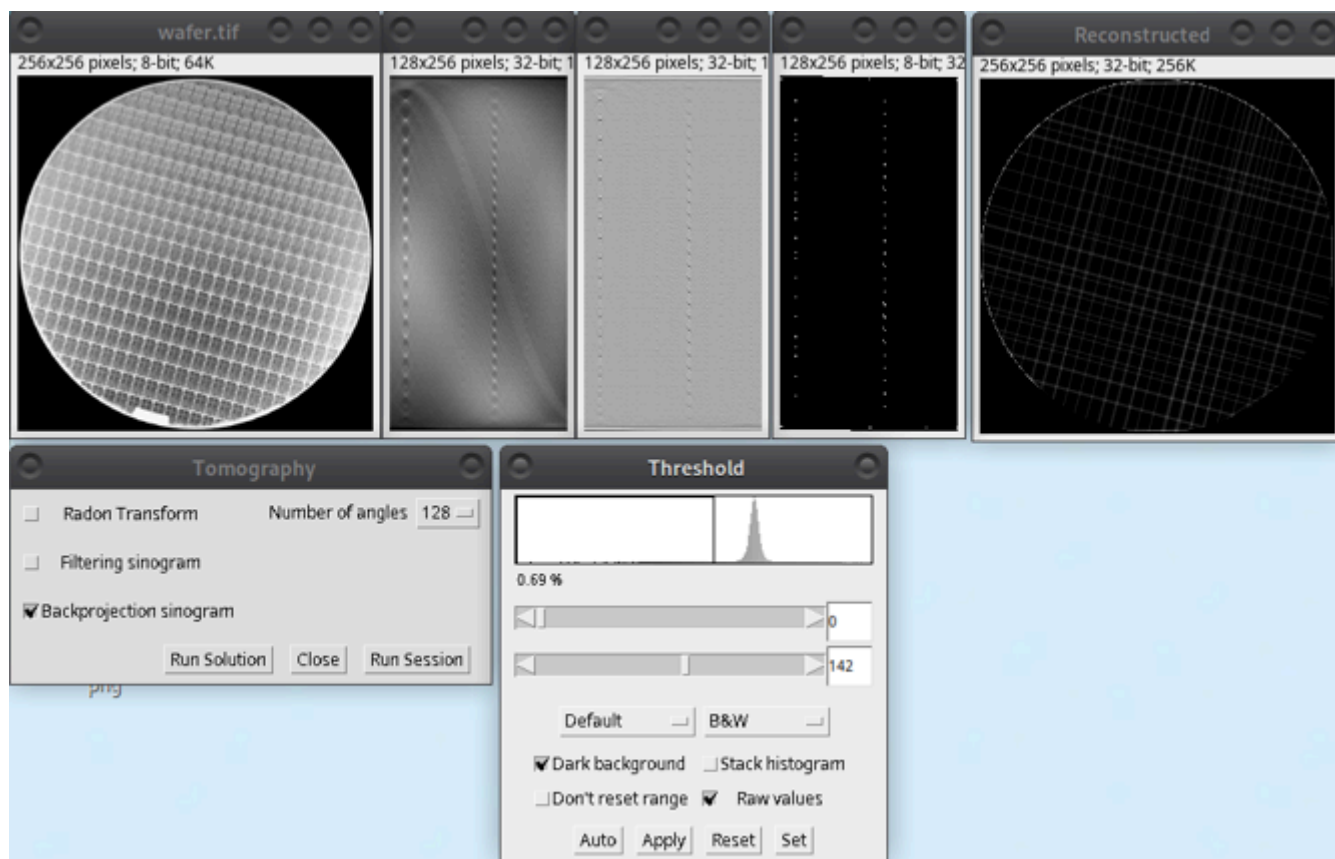 wafer.tif
256x256 pixels; 8-bit; 64K
128x256 pixels; 32-bit; 1
128x256 pixels; 32-bit; 1
128x256 pixels; 8-bit; 32
Reconstructed
256x256 pixels; 32-bit; 256K
Tomography
Radon Transform
Number of angles 128
Filtering sinogram
Backprojection sinogram
Run Solution
Close
Run Session
png
Threshold
0.69 %
0
142
Default
B&W
Dark background
Stack histogram
Don't reset range
Raw values
Auto
Apply
Reset
Set